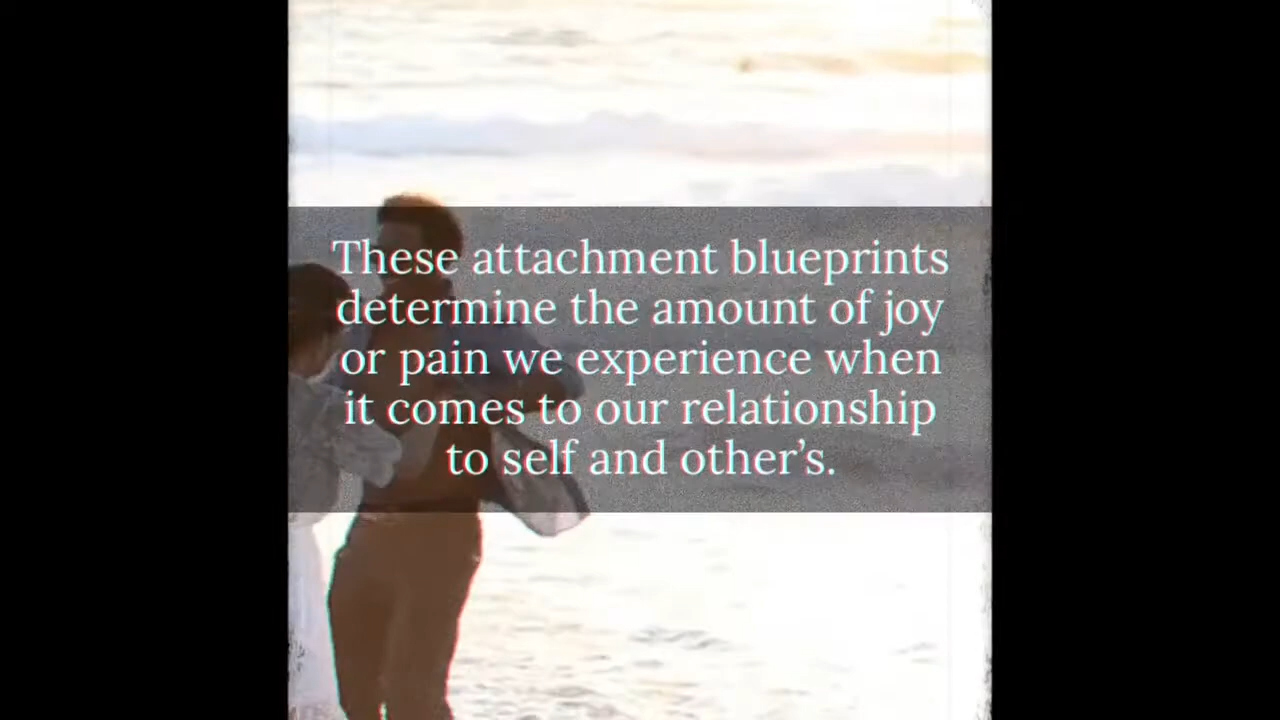 These attachment blueprints
determine the amount of joy
or pain we experience when
it comes to our relationship
to self and other’s.